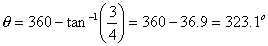 θ = 360 − tan⁻¹(3/4) = 360 − 36.9 = 323.1°